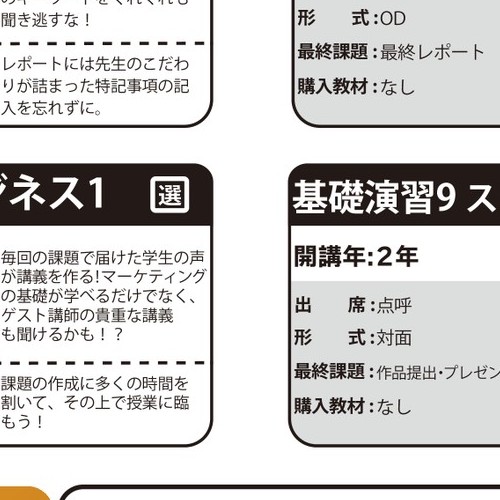 聞き逃すな！
レポートには先生のこだわ
りが詰まった特記事項の記
入を忘れずに。
形　式：OD
最終課題：最終レポート
購入教材：なし
ジネス1 選
毎回の課題で届けた学生の声
が講義を作る!マーケティング
の基礎が学べるだけでなく、
ゲスト講師の貴重な講義
も聞けるかも！？
課題の作成に多くの時間を
割いて、その上で授業に臨
もう！
基礎演習9 ス
開講年：２年
出　席：点呼
形　式：対面
最終課題：作品提出・プレゼン
購入教材：なし